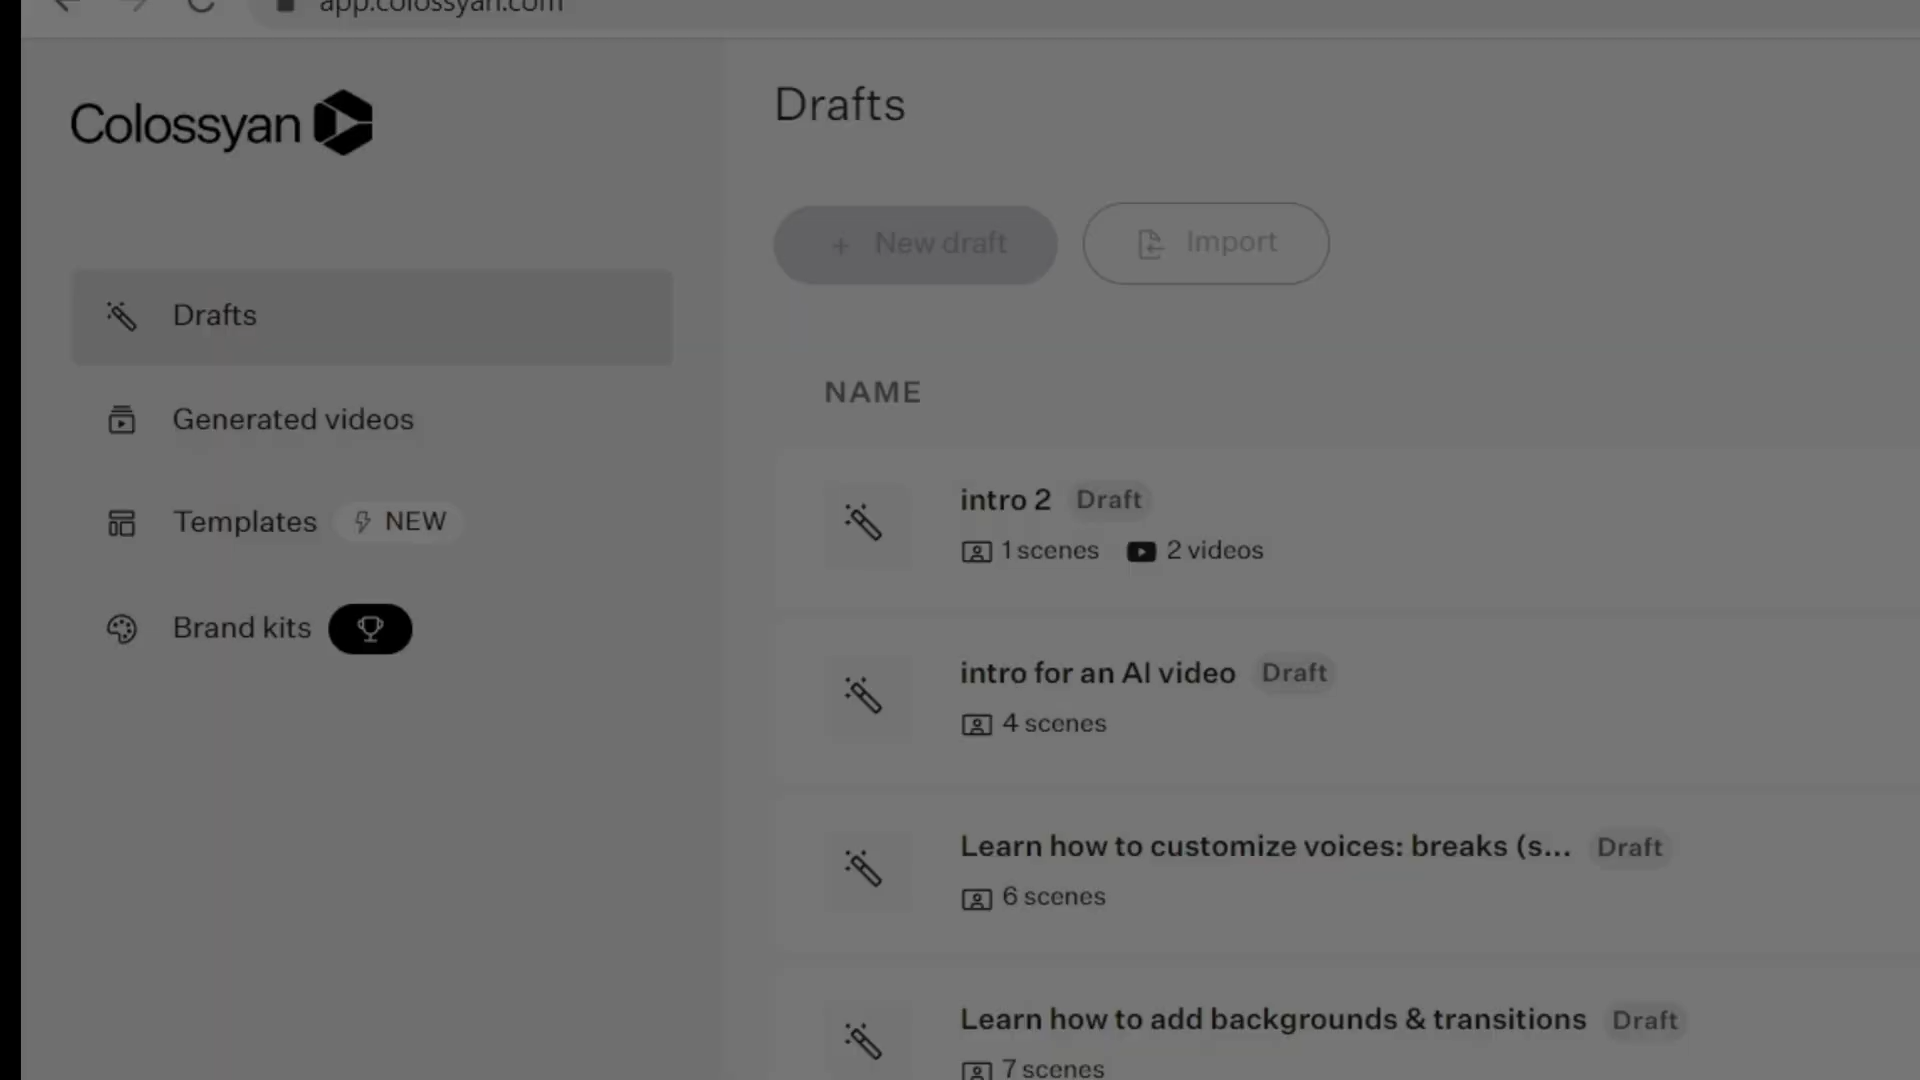 app.colossyan.com
Colossyan
Drafts
Generated videos
Templates NEW
Brand kits
Drafts
+ New draft
Import
NAME
intro 2 Draft
1 scenes 2 videos
intro for an AI video Draft
4 scenes
Learn how to customize voices: breaks (s... Draft
6 scenes
Learn how to add backgrounds & transitions Draft
7 scenes